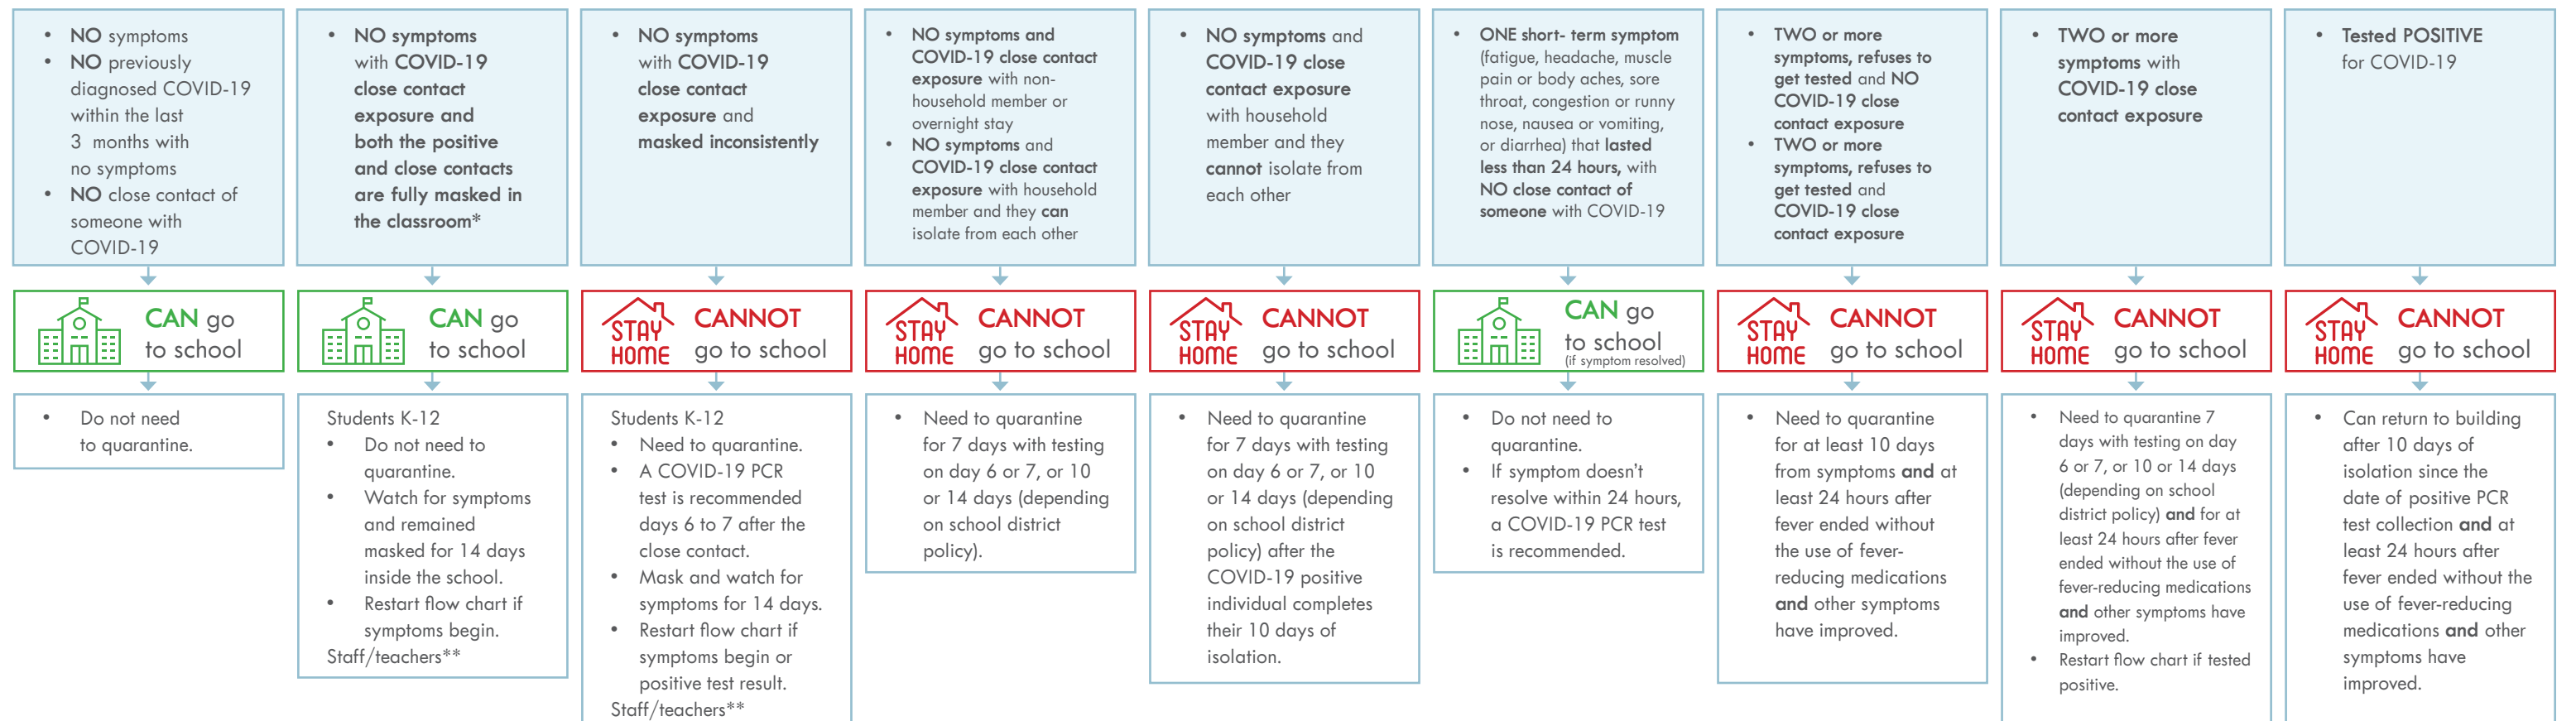 • NO symptoms
• NO previously
diagnosed COVID-19
within the last
3 months with
no symptoms
• NO close contact of
someone with
COVID-19
CAN go
to school
• Do not need
to quarantine.
• NO symptoms
with COVID-19
close contact
exposure and
both the positive
and close contacts
are fully masked in
the classroom*
CAN go
to school
Students K-12
• Do not need to
quarantine.
• Watch for symptoms
and remained
masked for 14 days
inside the school.
• Restart flow chart if
symptoms begin.
Staff/teachers**
• NO symptoms
with COVID-19
close contact
exposure and
masked inconsistently
STAY
HOME
CANNOT
go to school
Students K-12
• Need to quarantine.
• A COVID-19 PCR
test is recommended
days 6 to 7 after the
close contact.
• Mask and watch for
symptoms for 14 days.
• Restart flow chart if
symptoms begin or
positive test result.
Staff/teachers**
• NO symptoms and
COVID-19 close contact
exposure with non-
household member or
overnight stay
• NO symptoms and
COVID-19 close contact
exposure with household
member and they can
isolate from each other
STAY
HOME
CANNOT
go to school
• Need to quarantine
for 7 days with testing
on day 6 or 7, or 10
or 14 days (depending
on school district
policy).
• NO symptoms and
COVID-19 close
contact exposure
with household
member and they
cannot isolate from
each other
STAY
HOME
CANNOT
go to school
• Need to quarantine
for 7 days with testing
on day 6 or 7, or 10
or 14 days (depending
on school district
policy) after the
COVID-19 positive
individual completes
their 10 days of
isolation.
• ONE short- term symptom
(fatigue, headache, muscle
pain or body aches, sore
throat, congestion or runny
nose, nausea or vomiting,
or diarrhea) that lasted
less than 24 hours, with
NO close contact of
someone with COVID-19
CAN go
to school
(if symptom resolved)
• Do not need to
quarantine.
• If symptom doesn't
resolve within 24 hours,
a COVID-19 PCR test
is recommended.
• TWO or more
symptoms, refuses to
get tested and NO
COVID-19 close
contact exposure
• TWO or more
symptoms, refuses to
get tested and
COVID-19 close
contact exposure
STAY
HOME
CANNOT
go to school
• Need to quarantine
for at least 10 days
from symptoms and at
least 24 hours after
fever ended without
the use of fever-
reducing medications
and other symptoms
have improved.
• TWO or more
symptoms with
COVID-19 close
contact exposure
STAY
HOME
CANNOT
go to school
• Need to quarantine 7
days with testing on day
6 or 7, or 10 or 14 days
(depending on school
district policy) and for at
least 24 hours after fever
ended without the use of
fever-reducing medications
and other symptoms have
improved.
• Restart flow chart if tested
positive.
• Tested POSITIVE
for COVID-19
STAY
HOME
CANNOT
go to school
• Can return to building
after 10 days of
isolation since the
date of positive PCR
test collection and at
least 24 hours after
fever ended without the
use of fever-reducing
medications and other
symptoms have
improved.